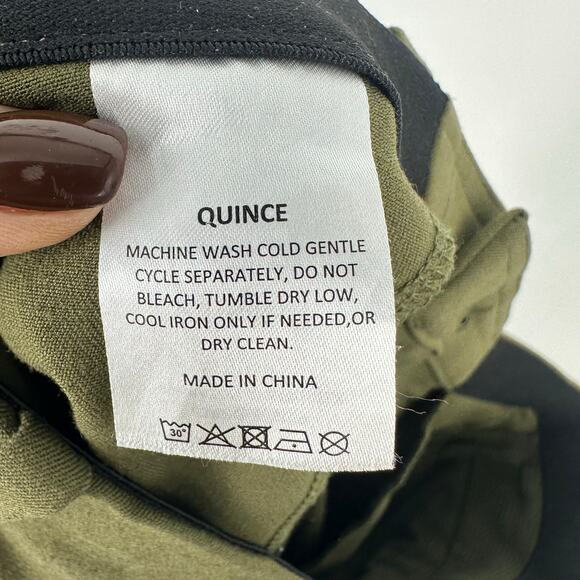 QUINCE
MACHINE WASH COLD GENTLE
CYCLE SEPARATELY, DO NOT
BLEACH, TUMBLE DRY LOW,
COOL IRON ONLY IF NEEDED,OR
DRY CLEAN.
MADE IN CHINA
30°